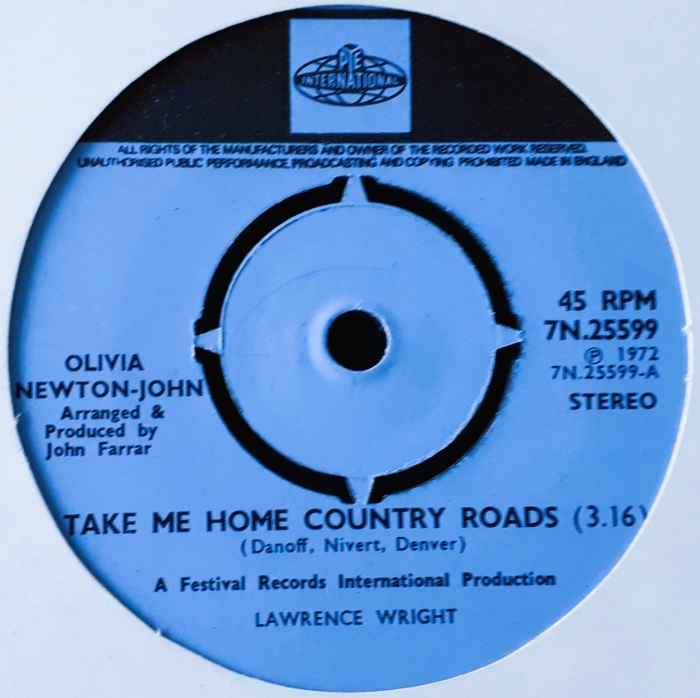 PYE
INTERNATIONAL
ALL RIGHTS OF THE MANUFACTURERS AND OWNER OF THE RECORDED WORK RESERVED.
UNAUTHORISED PUBLIC PERFORMANCE, BROADCASTING AND COPYING PROHIBITED MADE IN ENGLAND
45 RPM
7N.25599
Ⓟ 1972
7N.25599-A
STEREO
OLIVIA
NEWTON-JOHN
Arranged &
Produced by
John Farrar
TAKE ME HOME COUNTRY ROADS (3.16)
(Danoff, Nivert, Denver)
A Festival Records International Production
LAWRENCE WRIGHT